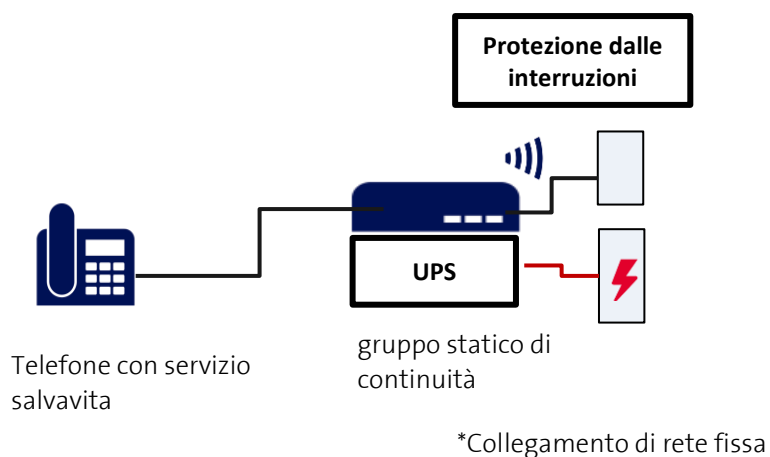 Protezione dalle
interruzioni
UPS
Telefone con servizio
salvavita
gruppo statico di
continuità
*Collegamento di rete fissa